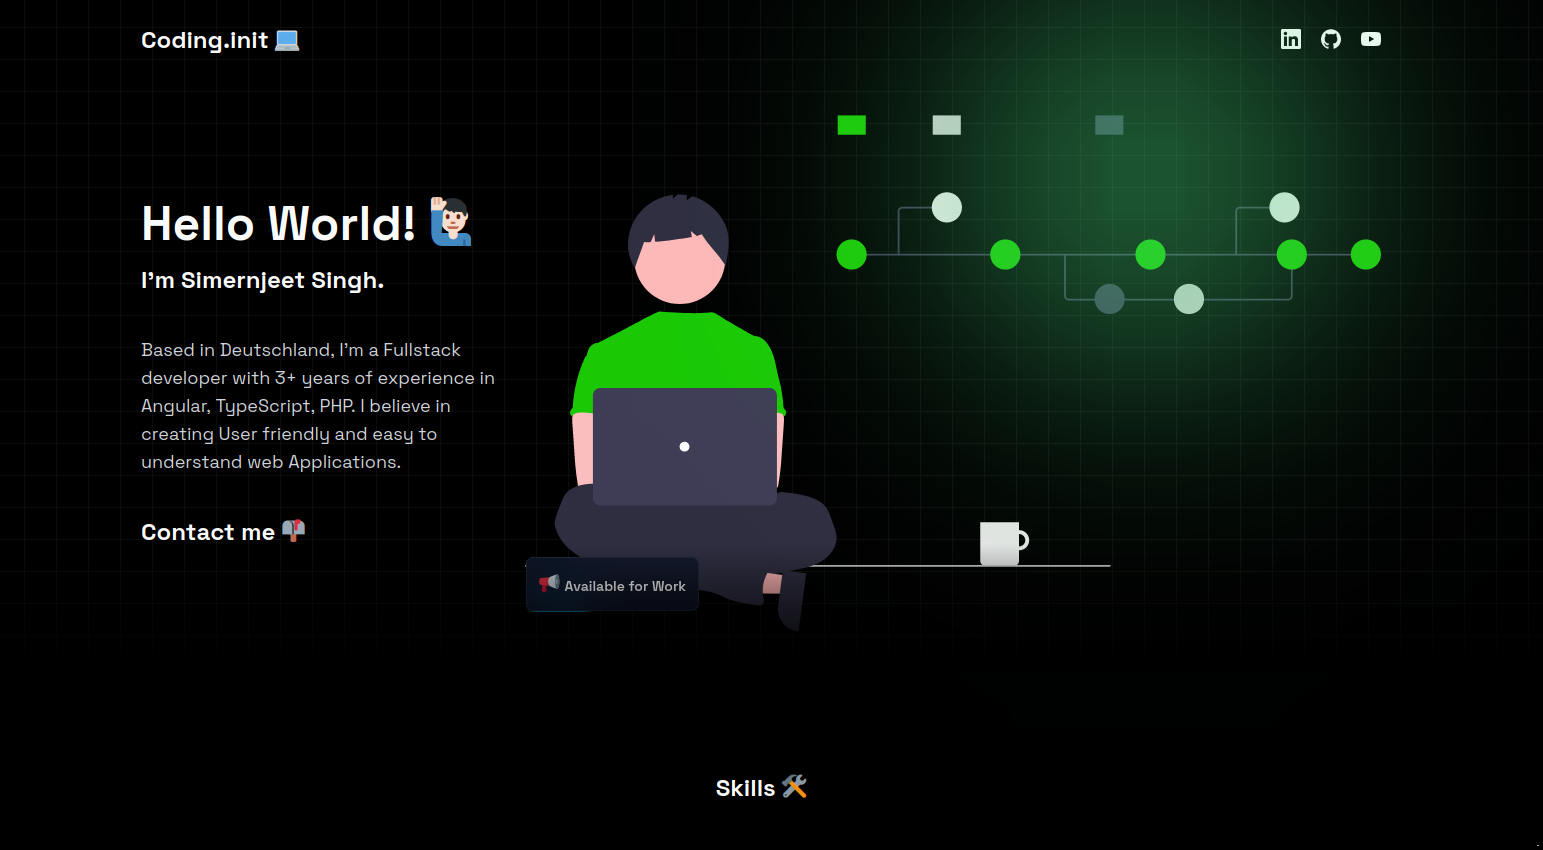 Coding.init
Hello World!
I'm Simernjeet Singh.
Based in Deutschland, I'm a Fullstack
developer with 3+ years of experience in
Angular, TypeScript, PHP. I believe in
creating User friendly and easy to
understand web Applications.
Contact me
Available for Work
Skills